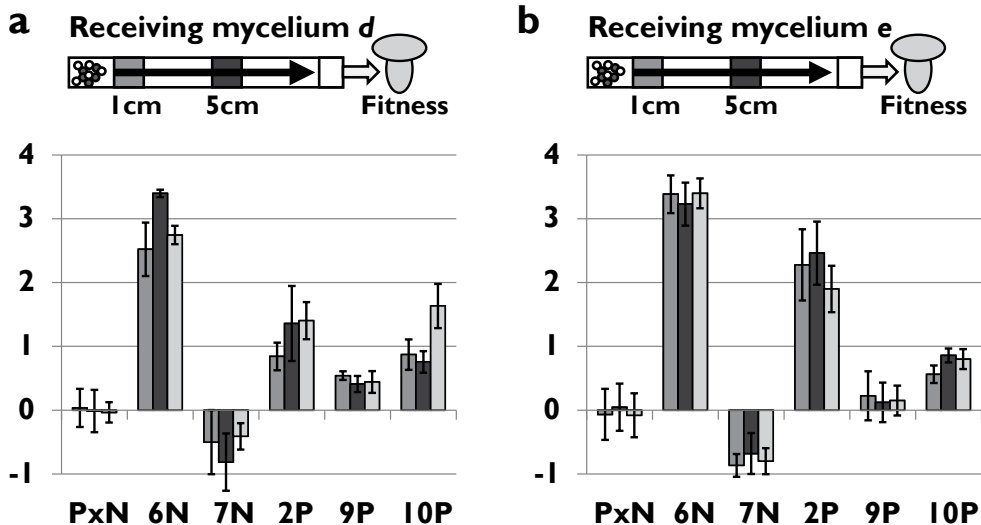 a
Receiving mycelium d
1cm 5cm Fitness
4
3
2
1
0
-1
PxN 6N 7N 2P 9P 10P
b
Receiving mycelium e
1cm 5cm Fitness
4
3
2
1
0
-1
PxN 6N 7N 2P 9P 10P